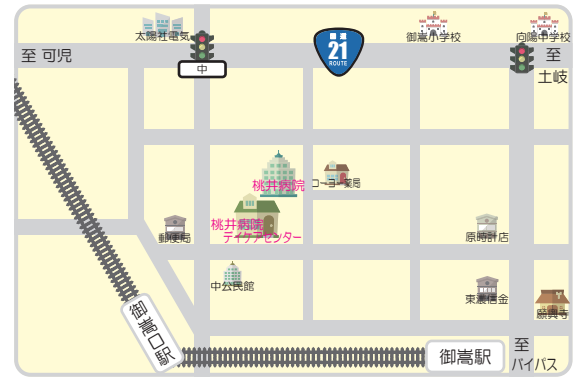 太陽社電気
国道
21
ROUTE
御嵩小学校
向陽中学校
至 可児
中
至
土岐
桃井病院
コーヨー薬局
桃井病院
デイケアセンター
郵便局
原時計店
中公民館
東濃信金
願興寺
御嵩口駅
御嵩駅
至
バイパス